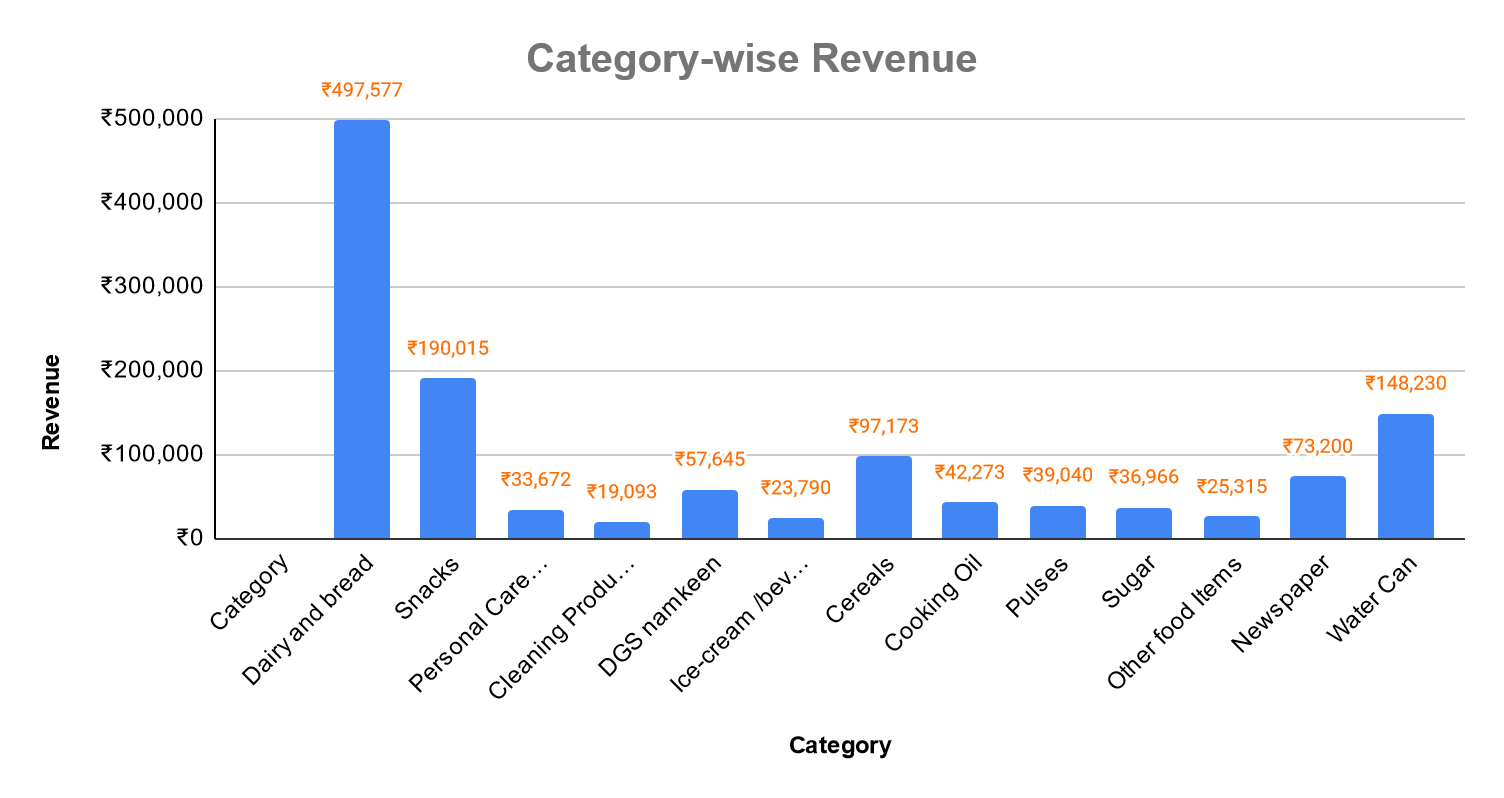 Category-wise Revenue
₹497,577
₹500,000
₹400,000
₹300,000
₹200,000
₹100,000
₹0
Revenue
₹190,015
₹33,672
₹19,093
₹57,645
₹23,790
₹97,173
₹42,273
₹39,040
₹36,966
₹25,315
₹73,200
₹148,230
Category
Dairy and bread
Snacks
Personal Care...
Cleaning Produ...
DGS namkeen
Ice-cream /bev...
Cereals
Cooking Oil
Pulses
Sugar
Other food Items
Newspaper
Water Can
Category